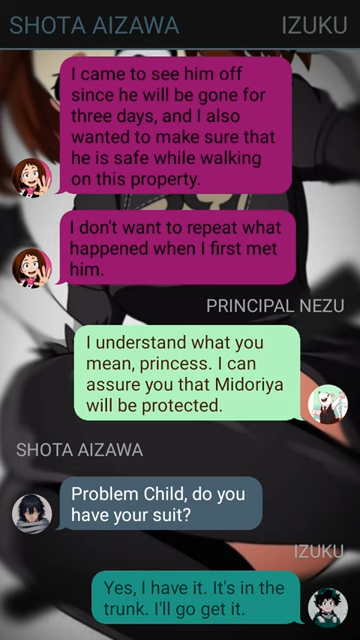 SHOTA AIZAWA
IZUKU
I came to see him off
since he will be gone for
three days, and I also
wanted to make sure that
he is safe while walking
on this property.
I don't want to repeat what
happened when I first met
him.
PRINCIPAL NEZU
I understand what you
mean, princess. I can
assure you that Midoriya
will be protected.
SHOTA AIZAWA
Problem Child, do you
have your suit?
IZUKU
Yes, I have it. It's in the
trunk. I'll go get it.